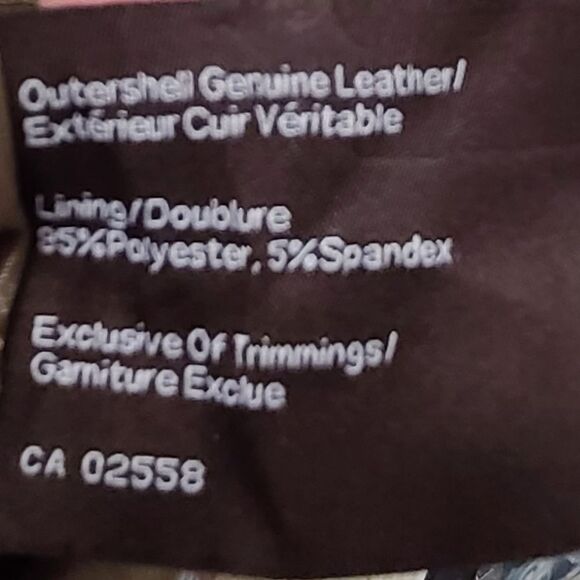 Outershell Genuine Leather/
Extérieur Cuir Véritable
Lining/Doublure
95%Polyester, 5%Spandex
Exclusive Of Trimmings/
Garniture Exclue
CA 02558